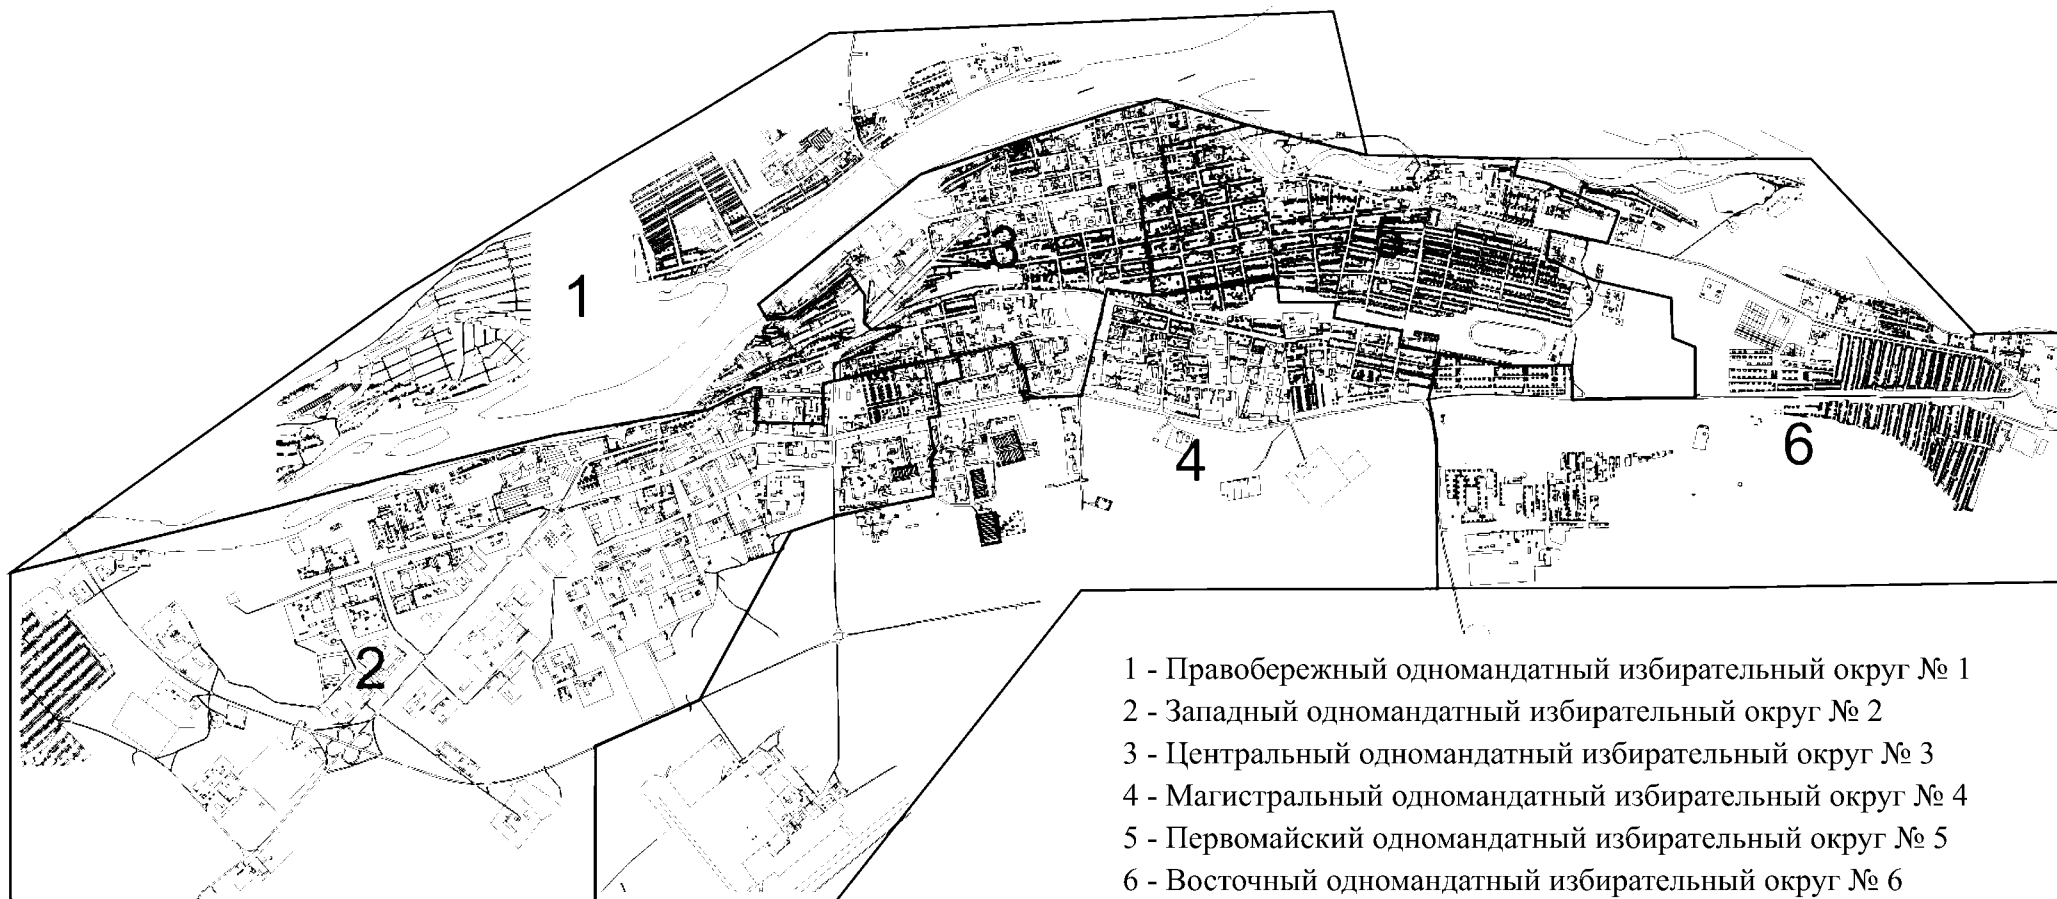 1
3
5
4
6
2
1 - Правобережный одномандатный избирательный округ № 1
2 - Западный одномандатный избирательный округ № 2
3 - Центральный одномандатный избирательный округ № 3
4 - Магистральный одномандатный избирательный округ № 4
5 - Первомайский одномандатный избирательный округ № 5
6 - Восточный одномандатный избирательный округ № 6